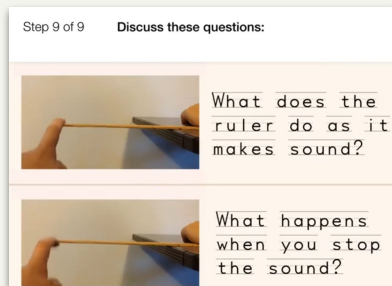 Step 9 of 9 Discuss these questions:
What does the
ruler do as it
makes sound?
What happens
when you stop
the sound?